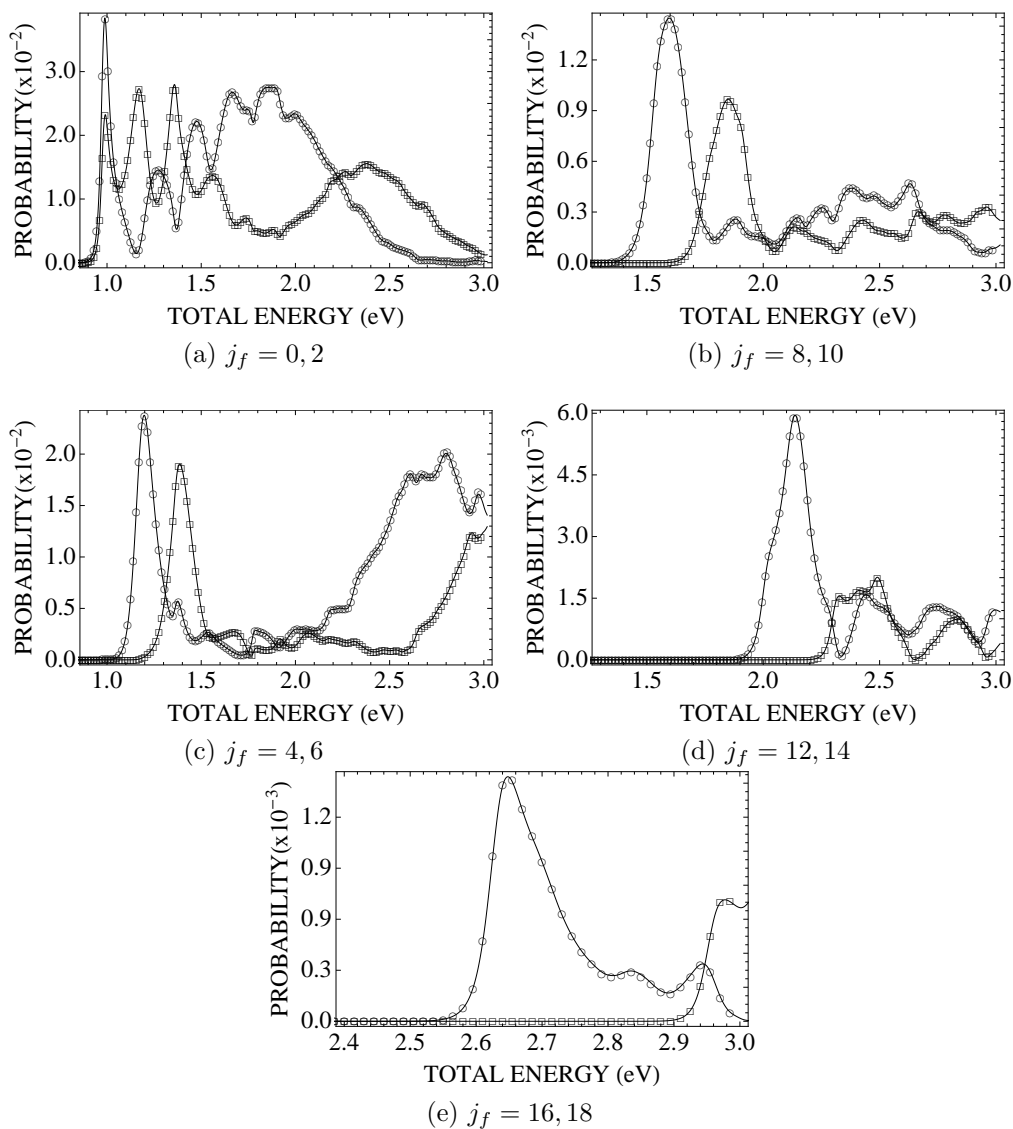 PROBABILITY(x10⁻²)
3.0
2.0
1.0
0.0
1.0 1.5 2.0 2.5 3.0
TOTAL ENERGY (eV)
(a) j_f = 0, 2
PROBABILITY(x10⁻²)
1.2
0.9
0.6
0.3
0.0
1.5 2.0 2.5 3.0
TOTAL ENERGY (eV)
(b) j_f = 8, 10
PROBABILITY(x10⁻²)
2.0
1.5
1.0
0.5
0.0
1.0 1.5 2.0 2.5 3.0
TOTAL ENERGY (eV)
(c) j_f = 4, 6
PROBABILITY(x10⁻³)
6.0
4.5
3.0
1.5
0.0
1.5 2.0 2.5 3.0
TOTAL ENERGY (eV)
(d) j_f = 12, 14
PROBABILITY(x10⁻³)
1.2
0.9
0.9
0.3
0.0
2.4 2.5 2.6 2.7 2.8 2.9 3.0
TOTAL ENERGY (eV)
(e) j_f = 16, 18